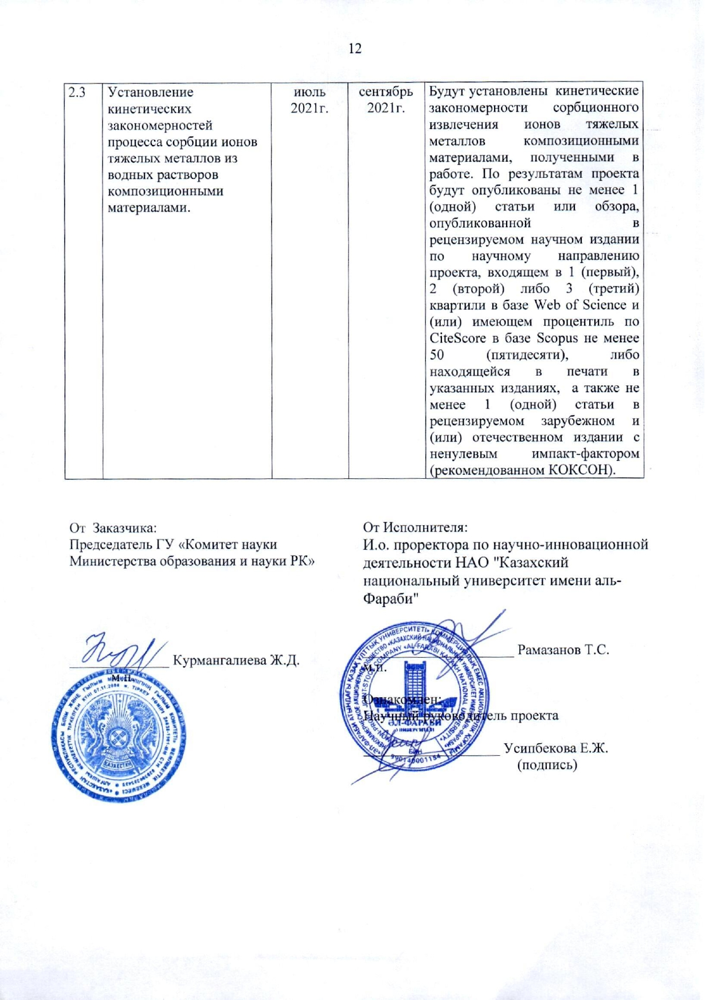 12
2.3
Установление
кинетических
закономерностей
процесса сорбции ионов
тяжелых металлов из
водных растворов
композиционными
материалами.
июль
2021г.
сентябрь
2021г.
Будут установлены кинетические
закономерности сорбционного
извлечения ионов тяжелых
металлов композиционными
материалами, полученными в
работе. По результатам проекта
будут опубликованы не менее 1
(одной) статьи или обзора,
опубликованной в
рецензируемом научном издании
по научному направлению
проекта, входящем в 1 (первый),
2 (второй) либо 3 (третий)
квартили в базе Web of Science и
(или) имеющем процентиль по
CiteScore в базе Scopus не менее
50 (пятидесяти), либо
находящейся в печати в
указанных изданиях, а также не
менее 1 (одной) статьи в
рецензируемом зарубежном и
(или) отечественном издании с
ненулевым импакт-фактором
(рекомендованном КОКСОН).
От Заказчика:
Председатель ГУ «Комитет науки
Министерства образования и науки РК»
Курмангалиева Ж.Д.
м.п.
ҚАЗАҚСТАН
От Исполнителя:
И.о. проректора по научно-инновационной
деятельности НАО "Казахский
национальный университет имени аль-
Фараби"
Рамазанов Т.С.
м.п.
Ознакомлен:
Научный руководитель проекта
Усипбекова Е.Ж.
(подпись)
ӘЛ-ФАРАБИ
БИН
990140001154